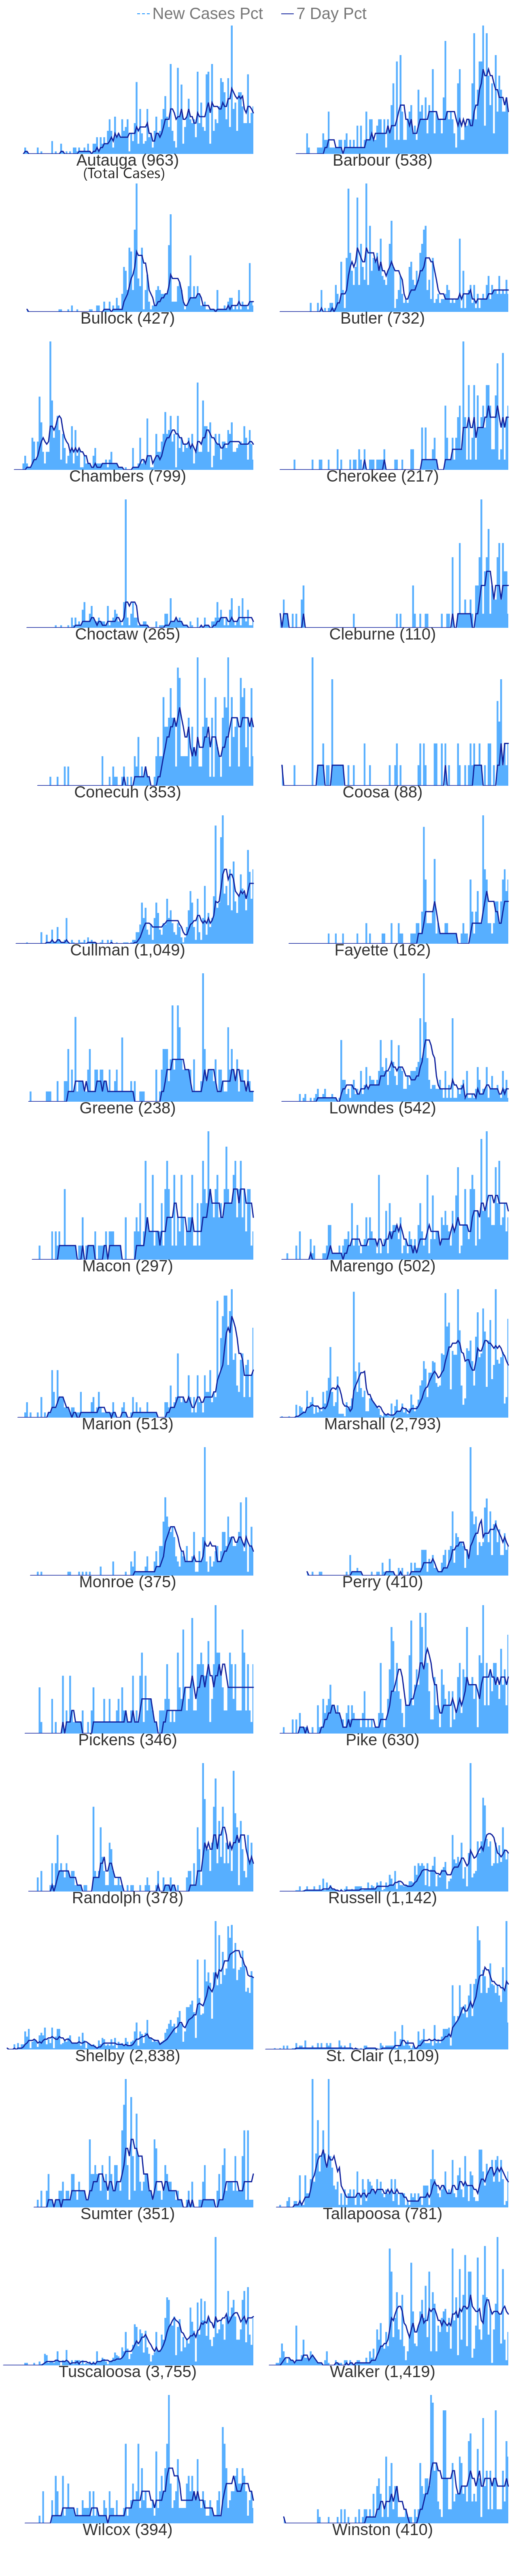 New Cases Pct 7 Day Pct
Autauga (963) Barbour (538)
(Total Cases)
Bullock (427) Butler (732)
Chambers (799) Cherokee (217)
Choctaw (265) Cleburne (110)
Conecuh (353) Coosa (88)
Cullman (1,049) Fayette (162)
Greene (238) Lowndes (542)
Macon (297) Marengo (502)
Marion (513) Marshall (2,793)
Monroe (375) Perry (410)
Pickens (346) Pike (630)
Randolph (378) Russell (1,142)
Shelby (2,838) St. Clair (1,109)
Sumter (351) Tallapoosa (781)
Tuscaloosa (3,755) Walker (1,419)
Wilcox (394) Winston (410)